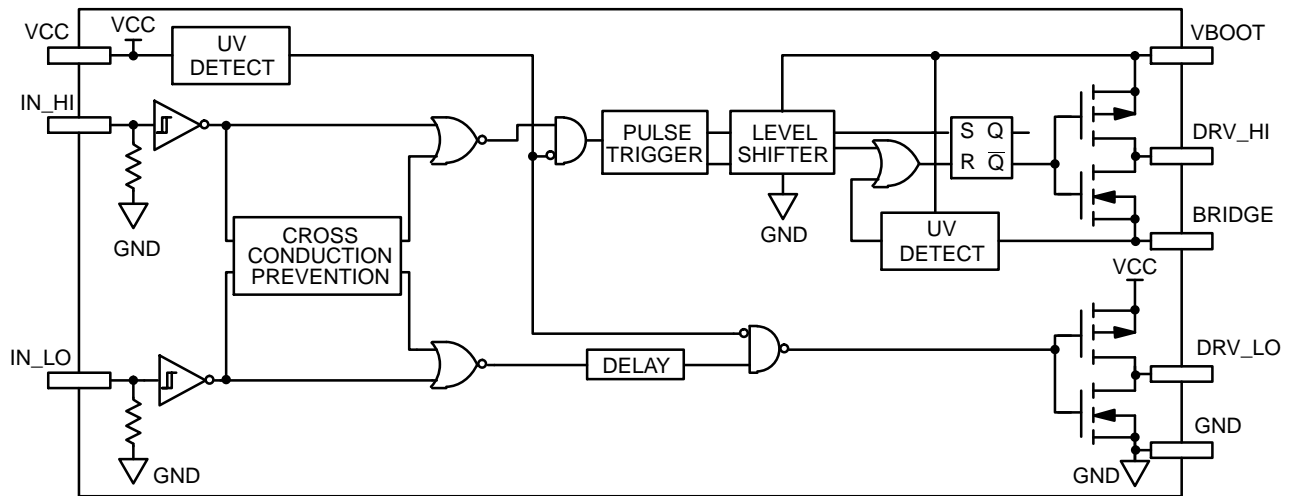 VCC
VCC
UV
DETECT
VBOOT
IN_HI
PULSE
TRIGGER
LEVEL
SHIFTER
S Q
R Q̅
DRV_HI
GND
GND
BRIDGE
UV
DETECT
CROSS
CONDUCTION
PREVENTION
VCC
IN_LO
DELAY
DRV_LO
GND
GND
GND